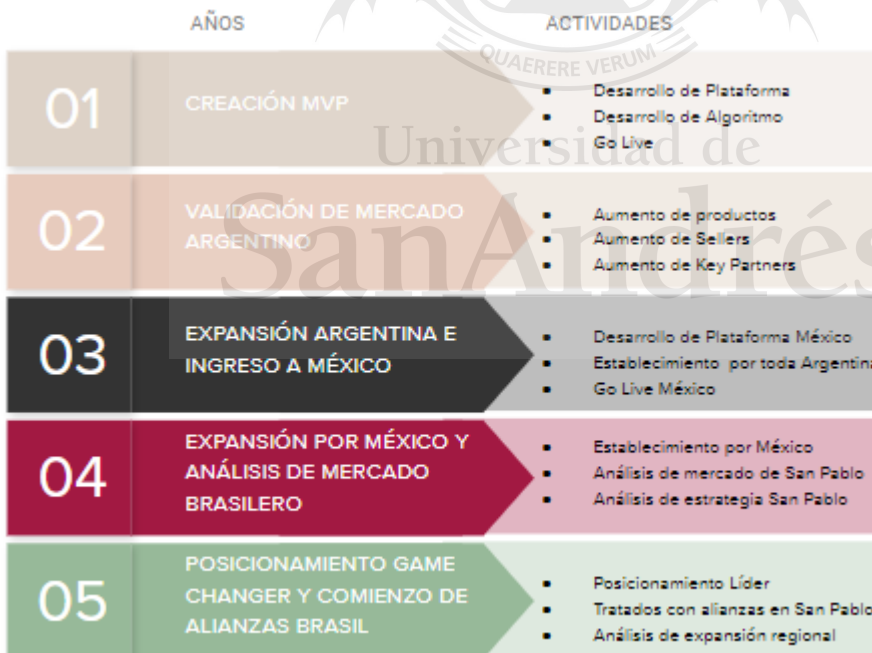 AÑOS
ACTIVIDADES
QUAERERE VERUM
Universidad de
SanAndrés
01
CREACIÓN MVP
• Desarrollo de Plataforma
• Desarrollo de Algoritmo
• Go Live
02
VALIDACIÓN DE MERCADO
ARGENTINO
• Aumento de productos
• Aumento de Sellers
• Aumento de Key Partners
03
EXPANSIÓN ARGENTINA E
INGRESO A MÉXICO
• Desarrollo de Plataforma México
• Establecimiento por toda Argentina
• Go Live México
04
EXPANSIÓN POR MÉXICO Y
ANÁLISIS DE MERCADO
BRASILERO
• Establecimiento por México
• Análisis de mercado de San Pablo
• Análisis de estrategia San Pablo
05
POSICIONAMIENTO GAME
CHANGER Y COMIENZO DE
ALIANZAS BRASIL
• Posicionamiento Líder
• Tratados con alianzas en San Pablo
• Análisis de expansión regional